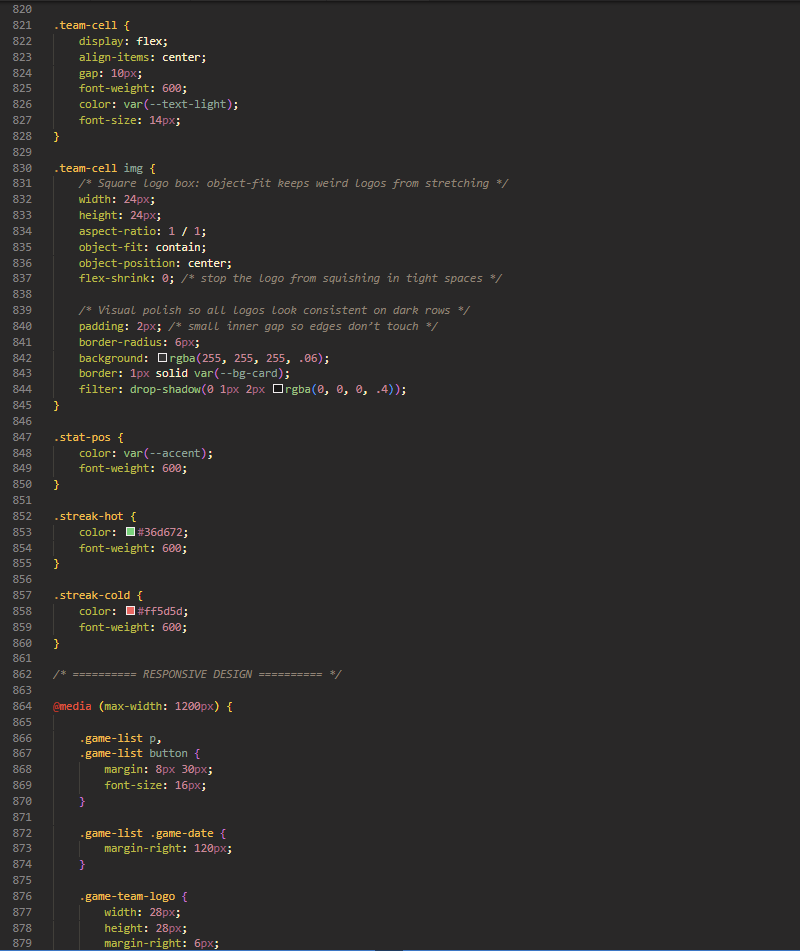 820
821 .team-cell {
822     display: flex;
823     align-items: center;
824     gap: 10px;
825     font-weight: 600;
826     color: var(--text-light);
827     font-size: 14px;
828 }
829
830 .team-cell img {
831     /* Square logo box: object-fit keeps weird logos from stretching */
832     width: 24px;
833     height: 24px;
834     aspect-ratio: 1 / 1;
835     object-fit: contain;
836     object-position: center;
837     flex-shrink: 0; /* stop the logo from squishing in tight spaces */
838
839     /* Visual polish so all logos look consistent on dark rows */
840     padding: 2px; /* small inner gap so edges don’t touch */
841     border-radius: 6px;
842     background: rgba(255, 255, 255, .06);
843     border: 1px solid var(--bg-card);
844     filter: drop-shadow(0 1px 2px rgba(0, 0, 0, .4));
845 }
846
847 .stat-pos {
848     color: var(--accent);
849     font-weight: 600;
850 }
851
852 .streak-hot {
853     color: #36d672;
854     font-weight: 600;
855 }
856
857 .streak-cold {
858     color: #ff5d5d;
859     font-weight: 600;
860 }
861
862 /* ========== RESPONSIVE DESIGN ========== */
863
864 @media (max-width: 1200px) {
865
866     .game-list p,
867     .game-list button {
868         margin: 8px 30px;
869         font-size: 16px;
870     }
871
872     .game-list .game-date {
873         margin-right: 120px;
874     }
875
876     .game-team-logo {
877         width: 28px;
878         height: 28px;
879         margin-right: 6px;